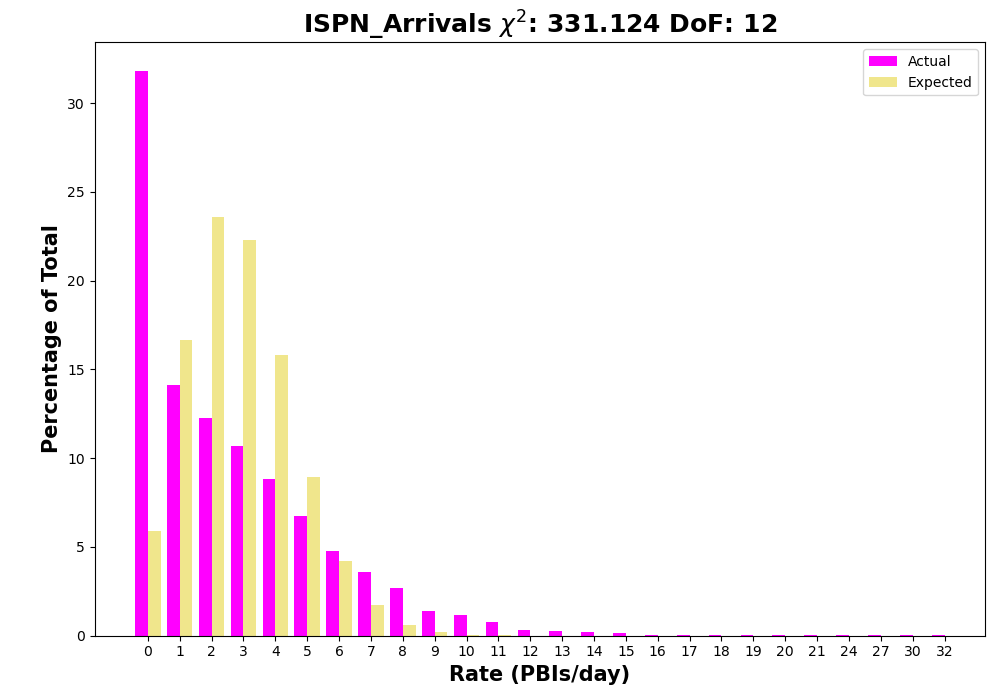 ISPN_Arrivals χ²: 331.124 DoF: 12
Actual
Expected
30
25
20
15
10
5
0
Percentage of Total
0 1 2 3 4 5 6 7 8 9 10 11 12 13 14 15 16 17 18 19 20 21 24 27 30 32
Rate (PBIs/day)